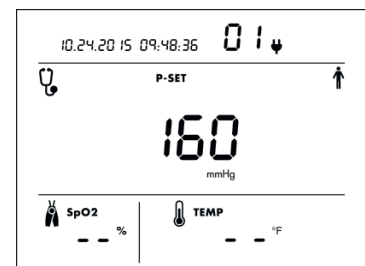 10.24.2015 09:48:36 01
P-SET
160
mmHg
SpO2 TEMP
-- % -- °F